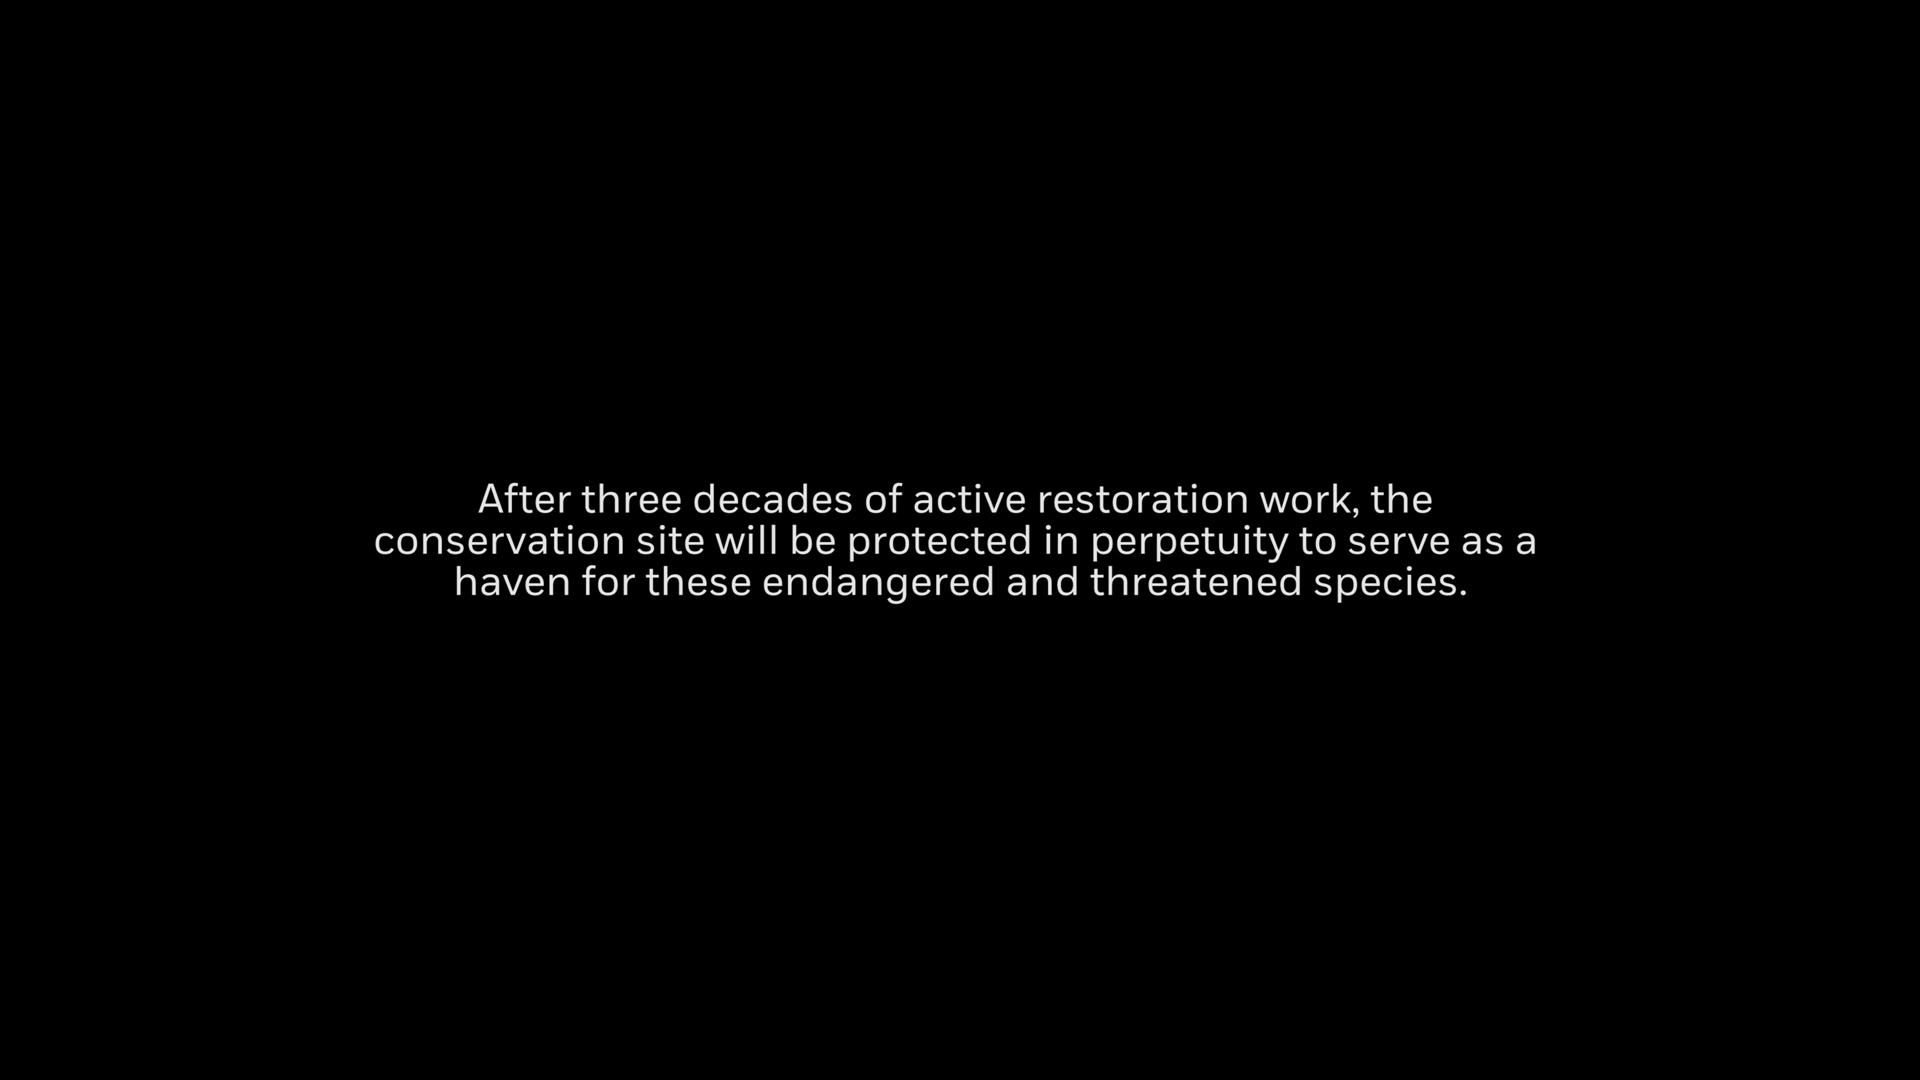 After three decades of active restoration work, the
conservation site will be protected in perpetuity to serve as a
haven for these endangered and threatened species.